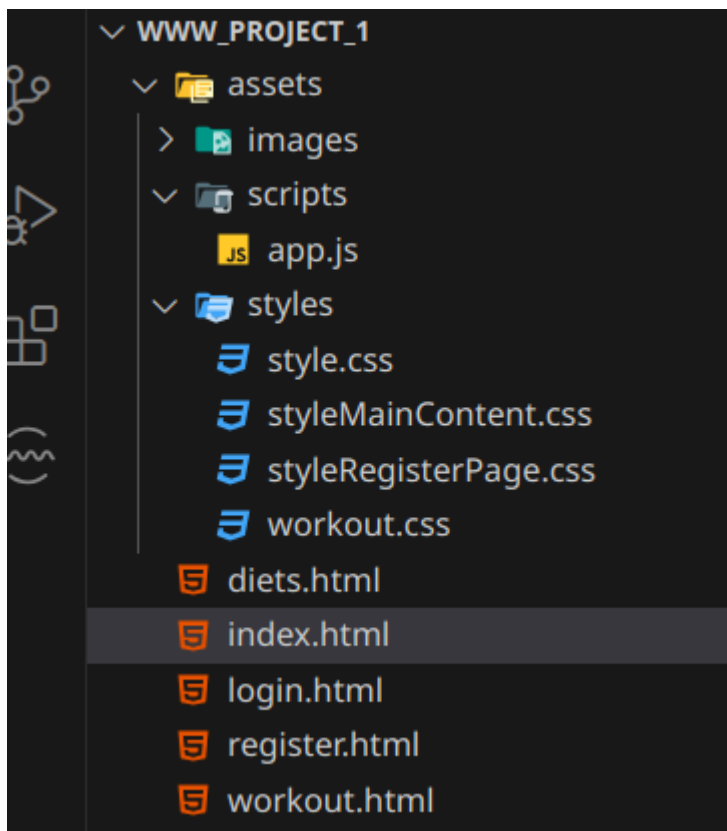 WWW_PROJECT_1
assets
images
scripts
JS app.js
styles
style.css
styleMainContent.css
styleRegisterPage.css
workout.css
diets.html
index.html
login.html
register.html
workout.html